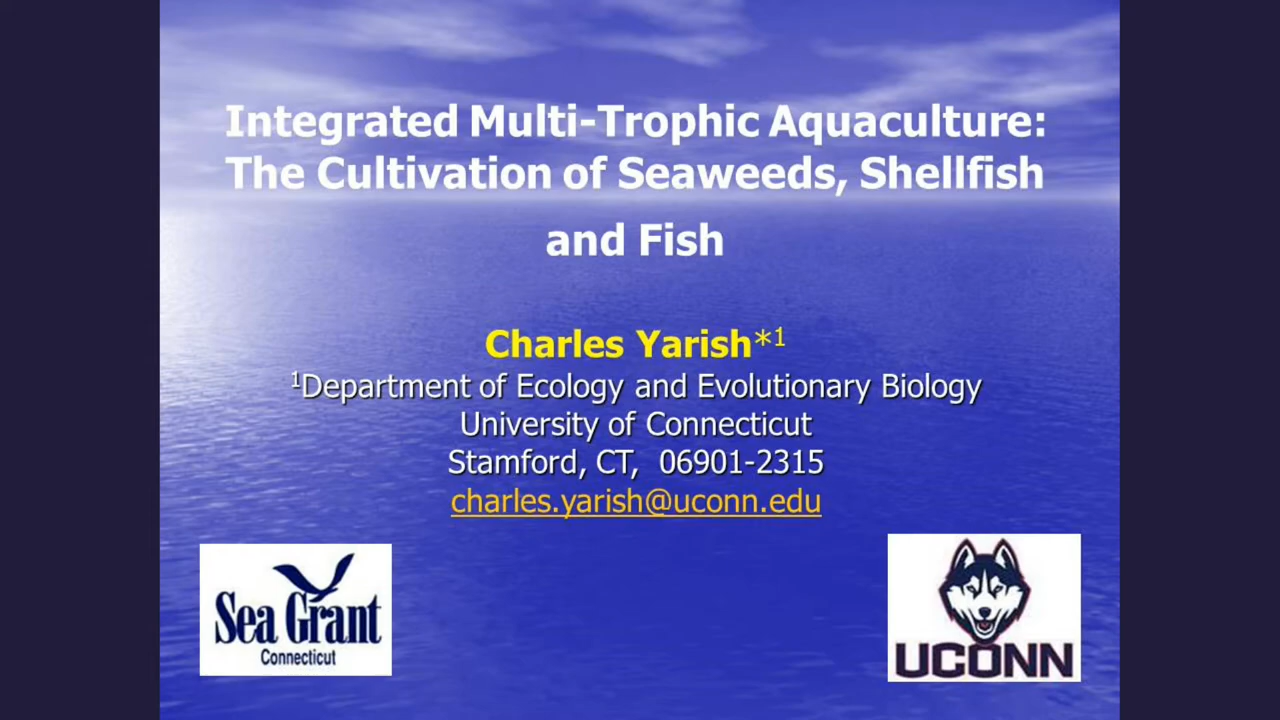 Integrated Multi-Trophic Aquaculture:
The Cultivation of Seaweeds, Shellfish
and Fish
Charles Yarish*1
1Department of Ecology and Evolutionary Biology
University of Connecticut
Stamford, CT, 06901-2315
charles.yarish@uconn.edu
Sea Grant
Connecticut
UCONN